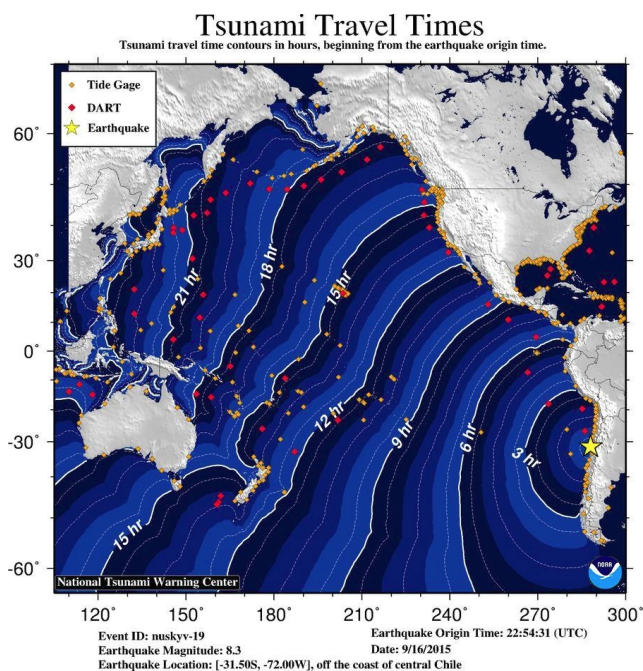 Tsunami Travel Times
Tsunami travel time contours in hours, beginning from the earthquake origin time.
Tide Gage
DART
Earthquake
60°
30°
0°
-30°
-60°
21 hr
18 hr
15 hr
12 hr
9 hr
6 hr
3 hr
15 hr
NOAA
National Tsunami Warning Center
120 150 180 210 240 270 300
Event ID: nuskyv-19
Earthquake Magnitude: 8.3
Earthquake Location: [-31.50S, -72.00W], off the coast of central Chile
Earthquake Origin Time: 22:54:31 (UTC)
Date: 9/16/2015